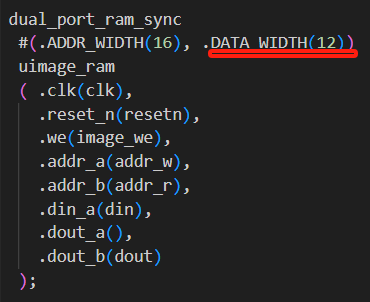 dual_port_ram_sync
#(.ADDR_WIDTH(16), .DATA_WIDTH(12))
uimage_ram
( .clk(clk),
.reset_n(resetn),
.we(image_we),
.addr_a(addr_w),
.addr_b(addr_r),
.din_a(din),
.dout_a(),
.dout_b(dout)
);